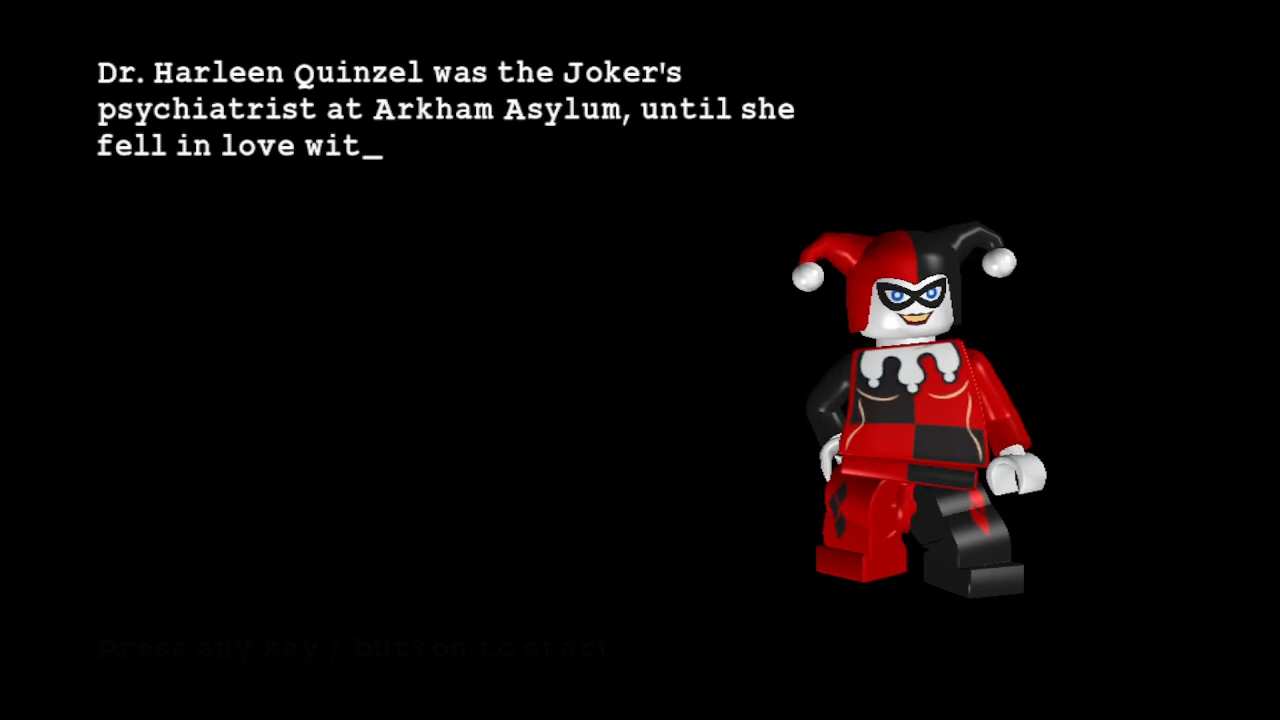 Dr. Harleen Quinzel was the Joker's
psychiatrist at Arkham Asylum, until she
fell in love wit_
Press any key / button to start